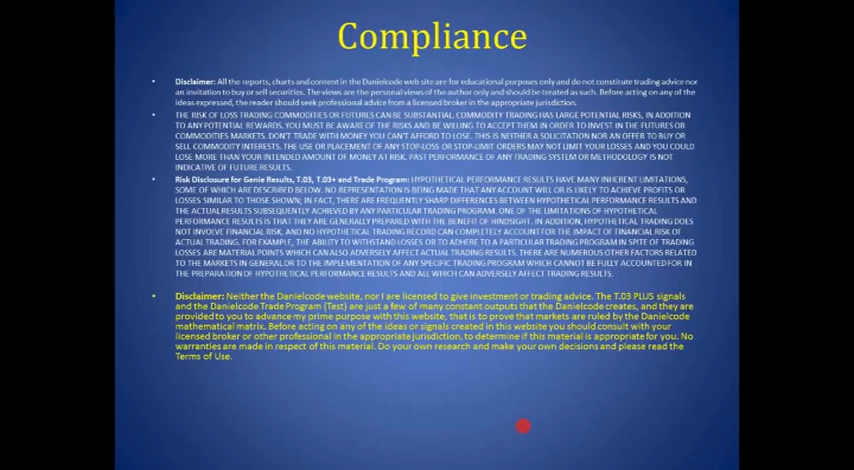 Compliance
• Disclaimer: All the reports, charts and content in the Danielcode web site are for educational purposes only and do not constitute trading advice nor
an invitation to buy or sell securities. The views are the personal views of the author only and should be treated as such. Before acting on any of the
ideas expressed, the reader should seek professional advice from a licensed broker in the appropriate jurisdiction.
• THE RISK OF LOSS TRADING COMMODITIES OR FUTURES CAN BE SUBSTANTIAL. COMMODITY TRADING HAS LARGE POTENTIAL RISKS, IN ADDITION
TO ANY POTENTIAL REWARDS. YOU MUST BE AWARE OF THE RISKS AND BE WILLING TO ACCEPT THEM IN ORDER TO INVEST IN THE FUTURES OR
COMMODITIES MARKETS. DON'T TRADE WITH MONEY YOU CAN'T AFFORD TO LOSE. THIS IS NEITHER A SOLICITATION NOR AN OFFER TO BUY OR
SELL COMMODITY INTERESTS. THE USE OR PLACEMENT OF ANY STOP-LOSS OR STOP-LIMIT ORDERS MAY NOT LIMIT YOUR LOSSES AND YOU COULD
LOSE MORE THAN YOUR INTENDED AMOUNT OF MONEY AT RISK. PAST PERFORMANCE OF ANY TRADING SYSTEM OR METHODOLOGY IS NOT
INDICATIVE OF FUTURE RESULTS.
• Risk Disclosure for Genie Results, T.03, T.03+ and Trade Program: HYPOTHETICAL PERFORMANCE RESULTS HAVE MANY INHERENT LIMITATIONS,
SOME OF WHICH ARE DESCRIBED BELOW. NO REPRESENTATION IS BEING MADE THAT ANY ACCOUNT WILL OR IS LIKELY TO ACHIEVE PROFITS OR
LOSSES SIMILAR TO THOSE SHOWN; IN FACT, THERE ARE FREQUENTLY SHARP DIFFERENCES BETWEEN HYPOTHETICAL PERFORMANCE RESULTS AND
THE ACTUAL RESULTS SUBSEQUENTLY ACHIEVED BY ANY PARTICULAR TRADING PROGRAM. ONE OF THE LIMITATIONS OF HYPOTHETICAL
PERFORMANCE RESULTS IS THAT THEY ARE GENERALLY PREPARED WITH THE BENEFIT OF HINDSIGHT. IN ADDITION, HYPOTHETICAL TRADING DOES
NOT INVOLVE FINANCIAL RISK, AND NO HYPOTHETICAL TRADING RECORD CAN COMPLETELY ACCOUNT FOR THE IMPACT OF FINANCIAL RISK OF
ACTUAL TRADING. FOR EXAMPLE, THE ABILITY TO WITHSTAND LOSSES OR TO ADHERE TO A PARTICULAR TRADING PROGRAM IN SPITE OF TRADING
LOSSES ARE MATERIAL POINTS WHICH CAN ALSO ADVERSELY AFFECT ACTUAL TRADING RESULTS. THERE ARE NUMEROUS OTHER FACTORS RELATED
TO THE MARKETS IN GENERAL OR TO THE IMPLEMENTATION OF ANY SPECIFIC TRADING PROGRAM WHICH CANNOT BE FULLY ACCOUNTED FOR IN
THE PREPARATION OF HYPOTHETICAL PERFORMANCE RESULTS AND ALL WHICH CAN ADVERSELY AFFECT TRADING RESULTS.
• Disclaimer: Neither the Danielcode website, nor I are licensed to give investment or trading advice. The T.03 PLUS signals
and the Danielcode Trade Program (Test) are just a few of many constant outputs that the Danielcode creates, and they are
provided to you to advance my prime purpose with this website, that is to prove that markets are ruled by the Danielcode
mathematical matrix. Before acting on any of the ideas or signals created in this website you should consult with your
licensed broker or other professional in the appropriate jurisdiction, to determine if this material is appropriate for you. No
warranties are made in respect of this material. Do your own research and make your own decisions and please read the
Terms of Use.